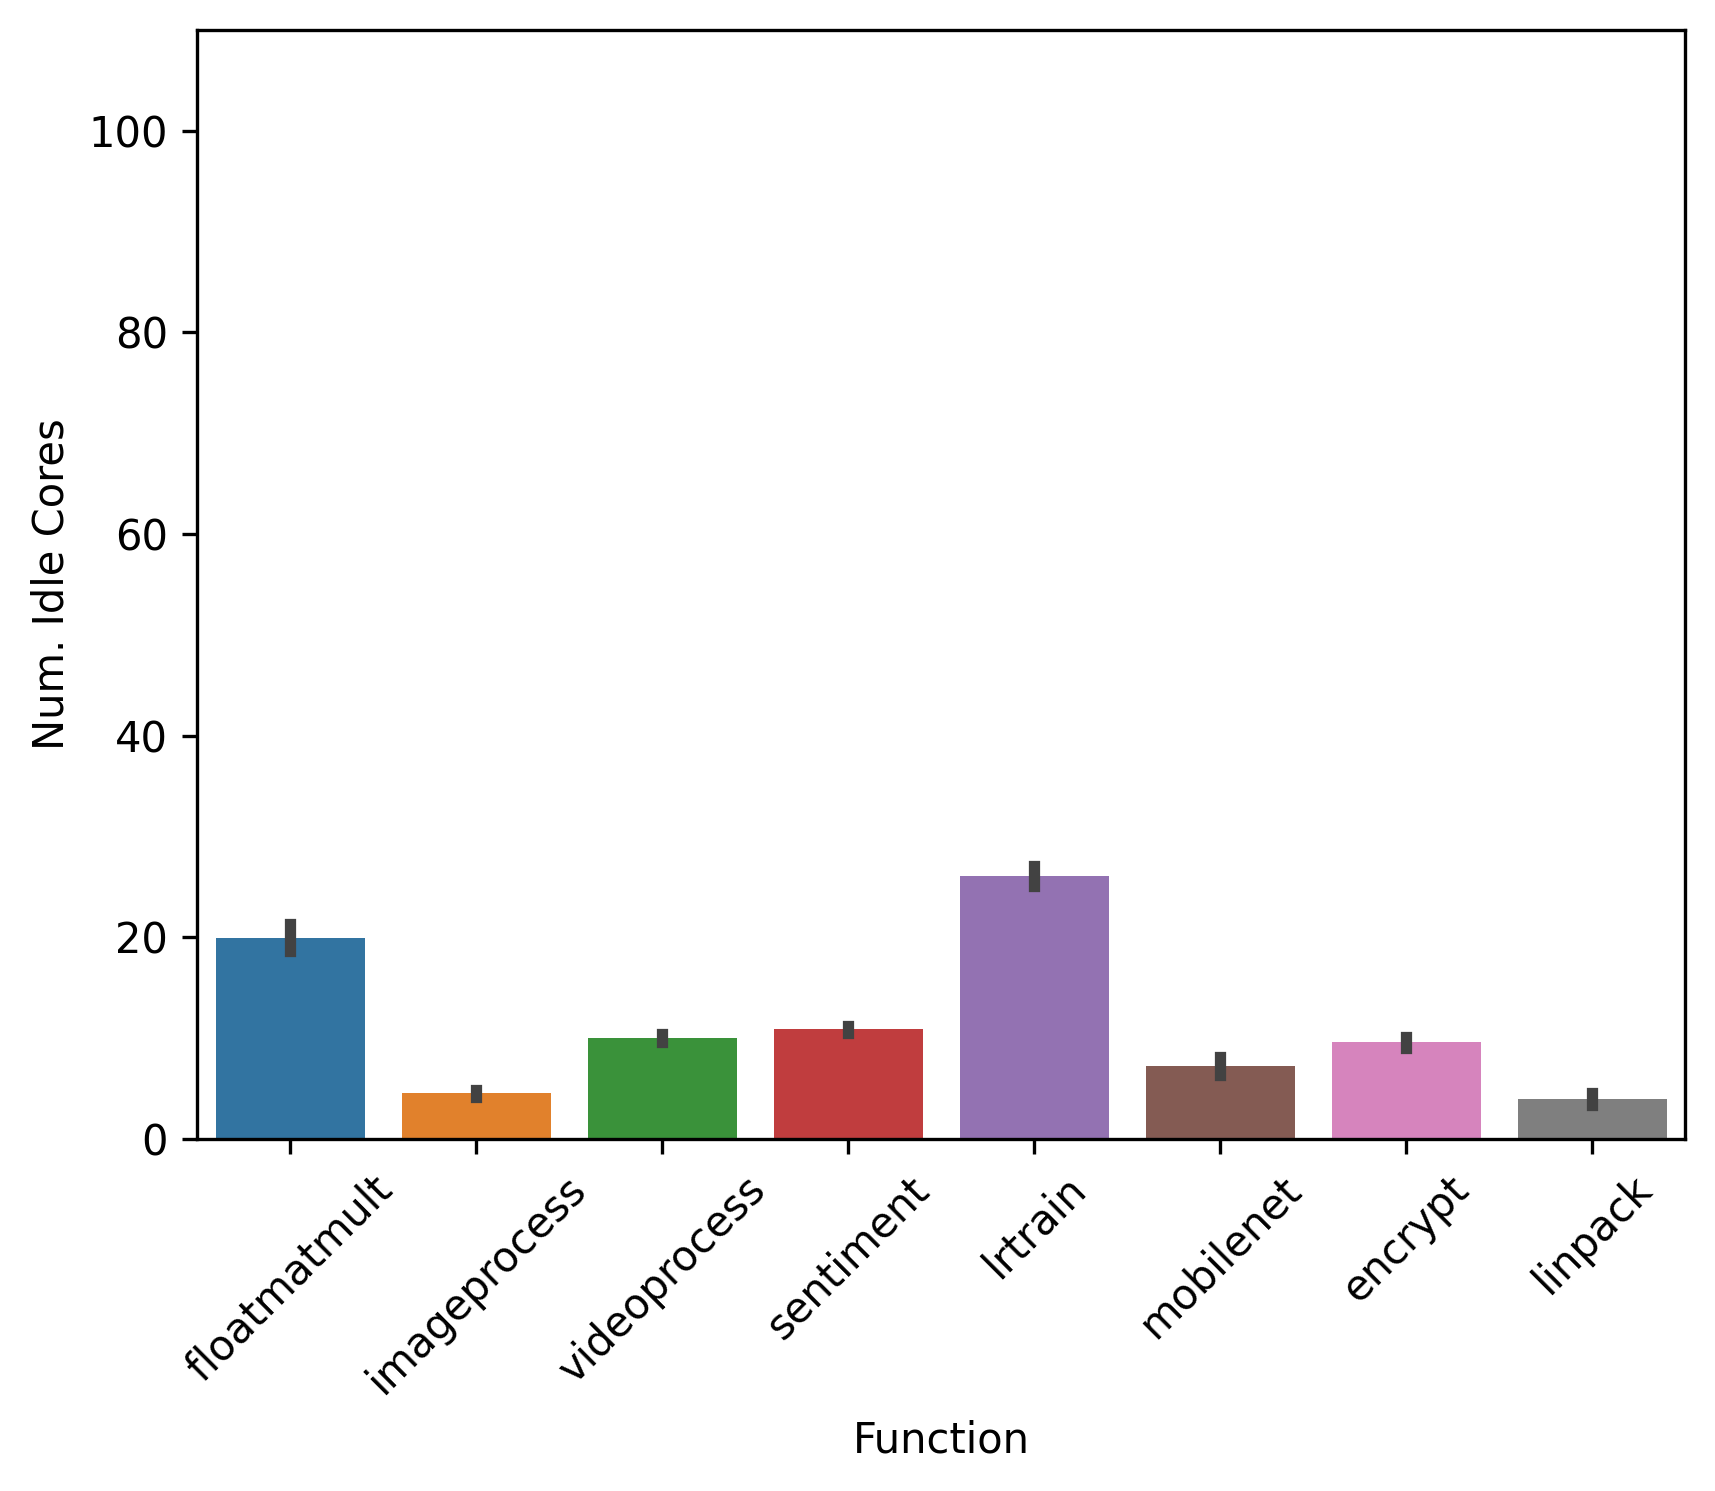 Num. Idle Cores
100
80
60
40
20
0
floatmatmult
imageprocess
videoprocess
sentiment
lrtrain
mobilenet
encrypt
linpack
Function